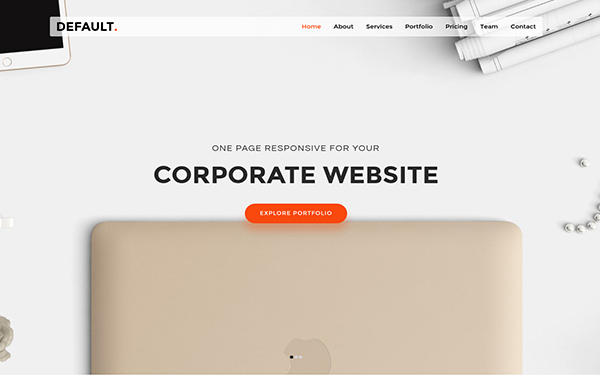 DEFAULT.
Home About Services Portfolio Pricing Team Contact
ONE PAGE RESPONSIVE FOR YOUR
CORPORATE WEBSITE
EXPLORE PORTFOLIO